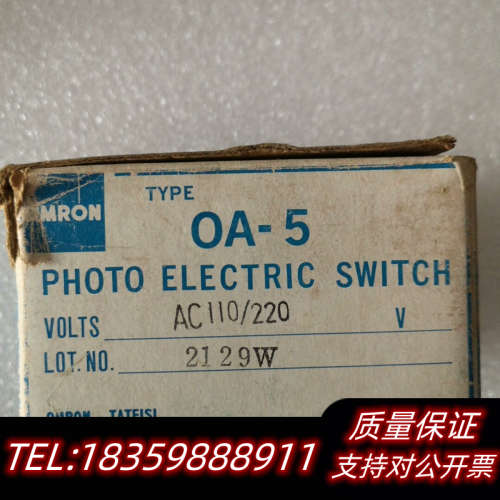 TYPE
MRON
OA-5
PHOTO ELECTRIC SWITCH
VOLTS AC110/220 V
LOT. NO. 2129W
OMRON TATEISI
TEL:18359888911
质量保证
支持对公开票